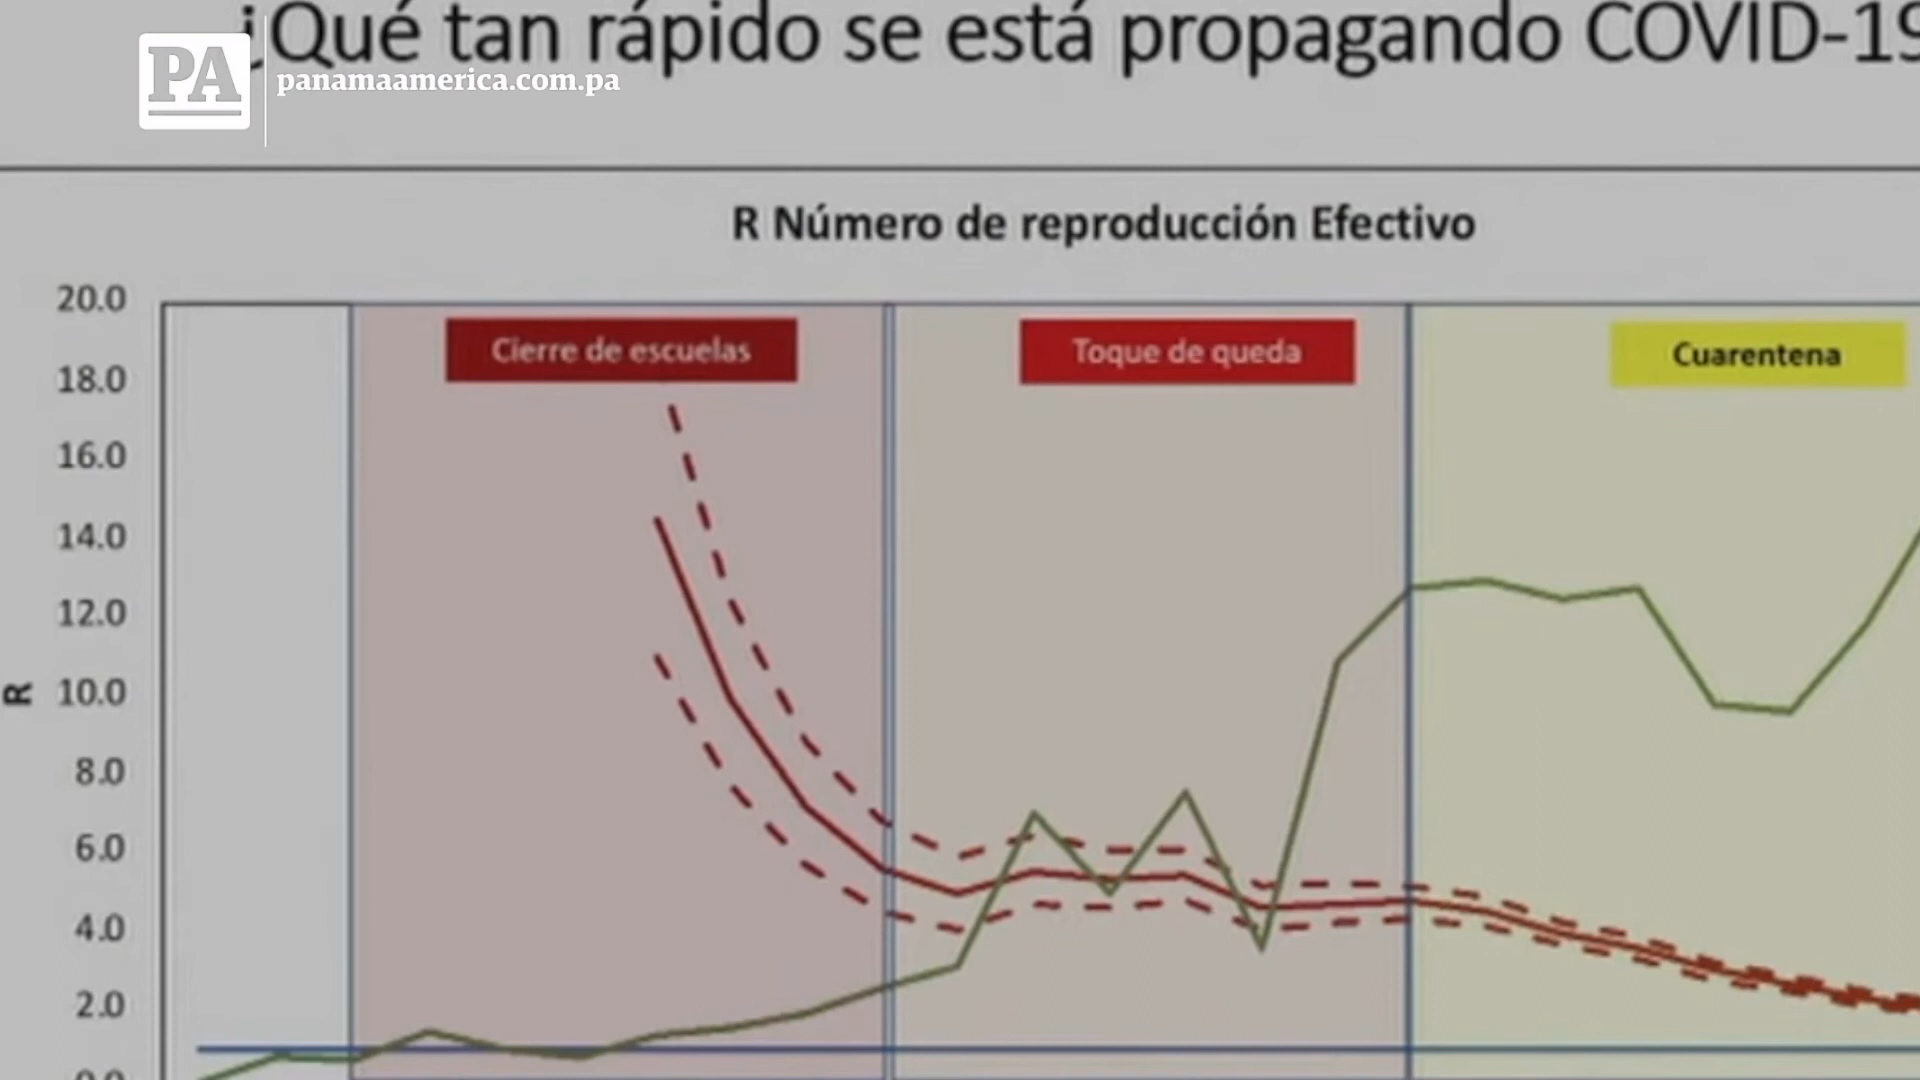 ¿Qué tan rápido se está propagando COVID-19
PA
panamaamerica.com.pa
R Número de reproducción Efectivo
20.0
Cierre de escuelas
Toque de queda
Cuarentena
18.0
16.0
14.0
12.0
R
10.0
8.0
6.0
4.0
2.0
0.0